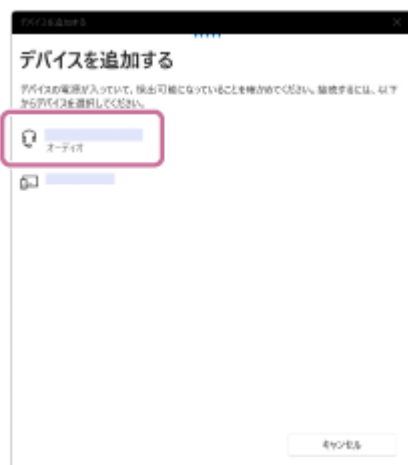 デバイスを追加する
デバイスを追加する
デバイスの電源が入っていて、検出可能になっていることを確かめてください。接続するには、以下
からデバイスを選択してください。
オーディオ
キャンセル